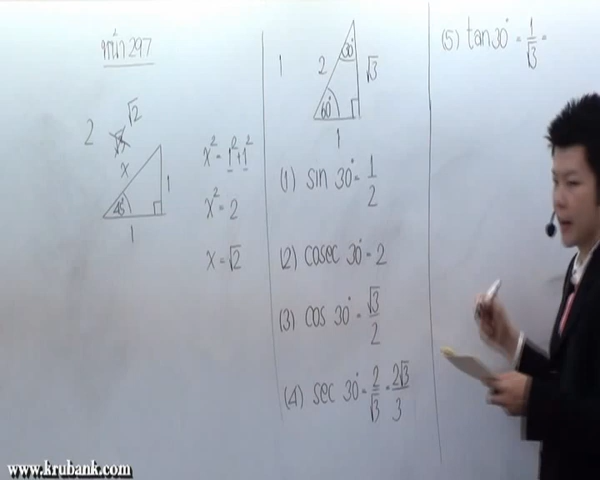 หน้า 297
2
√2
x
1
45°
1
x² = 1² + 1²
x² = 2
x = √2
1
2
30°
√3
60°
1
(1) sin 30° = 1/2
(2) cosec 30° = 2
(3) cos 30° = √3/2
(4) sec 30° = 2/√3 = 2√3/3
(5) tan 30° = 1/√3 =
www.krubank.com